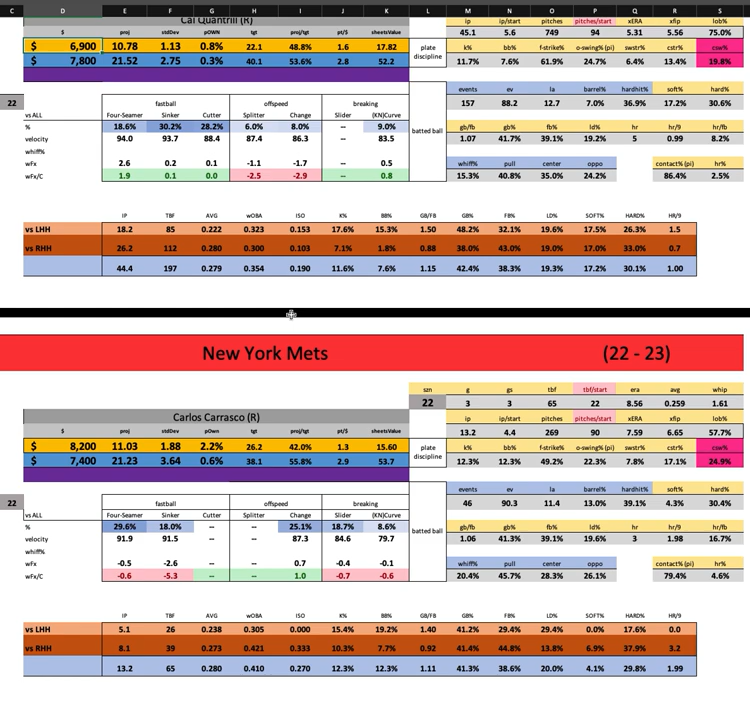 C D E F G H I J K L M N O P Q R S
Cal Quantrill (R) ip ip/start pitches pitches/start xERA xfip lob%
$ proj stdDev pOWN tgt proj/tgt pt/$ sheetsValue 45.1 5.6 749 94 5.31 5.56 75.0%
$ 6,900 10.78 1.13 0.8% 22.1 48.8% 1.6 17.82 plate discipline k% bb% f-strike% o-swing% (pi) swstr% cstr% csw%
$ 7,800 21.52 2.75 0.3% 40.1 53.6% 2.8 52.2 11.7% 7.6% 61.9% 24.7% 6.4% 13.4% 19.8%
events ev la barrel% hardhit% soft% hard%
22 fastball offspeed breaking 157 88.2 12.7 7.0% 36.9% 17.2% 30.6%
vs ALL Four-Seamer Sinker Cutter Splitter Change Slider (KN)Curve
% 18.6% 30.2% 28.2% 6.0% 8.0% -- 9.0% batted ball gb/fb gb% fb% ld% hr hr/9 hr/fb
velocity 94.0 93.7 88.4 87.4 86.3 -- 83.5 1.07 41.7% 39.1% 19.2% 5 0.99 8.2%
whiff%
wFx 2.6 0.2 0.1 -1.1 -1.7 -- 0.5 whiff% pull center oppo contact% (pi) hr%
wFx/C 1.9 0.1 0.0 -2.5 -2.9 -- 0.8 15.3% 40.8% 35.0% 24.2% 86.4% 2.5%
IP TBF AVG wOBA ISO K% BB% GB/FB GB% FB% LD% SOFT% HARD% HR/9
vs LHH 18.2 85 0.222 0.323 0.153 17.6% 15.3% 1.50 48.2% 32.1% 19.6% 17.5% 26.3% 1.5
vs RHH 26.2 112 0.280 0.300 0.103 7.1% 1.8% 0.88 38.0% 43.0% 19.0% 17.0% 33.0% 0.7
44.4 197 0.279 0.354 0.190 11.6% 7.6% 1.15 42.4% 38.3% 19.3% 17.2% 30.1% 1.00
New York Mets (22 - 23)
szn g gs tbf tbf/start era avg whip
22 3 3 65 22 8.56 0.259 1.61
Carlos Carrasco (R) ip ip/start pitches pitches/start xERA xfip lob%
$ proj stdDev pOwn tgt proj/tgt pt/$ sheetsValue 13.2 4.4 269 90 7.59 6.65 57.7%
$ 8,200 11.03 1.88 2.2% 26.2 42.0% 1.3 15.60 plate discipline k% bb% f-strike% o-swing% (pi) swstr% cstr% csw%
$ 7,400 21.23 3.64 0.6% 38.1 55.8% 2.9 53.7 12.3% 12.3% 49.2% 22.3% 7.8% 17.1% 24.9%
events ev la barrel% hardhit% soft% hard%
22 fastball offspeed breaking 46 90.3 11.4 13.0% 39.1% 4.3% 30.4%
vs ALL Four-Seamer Sinker Cutter Splitter Change Slider (KN)Curve
% 29.6% 18.0% -- -- 25.1% 18.7% 8.6% batted ball gb/fb gb% fb% ld% hr hr/9 hr/fb
velocity 91.9 91.5 -- -- 87.3 84.6 79.7 1.06 41.3% 39.1% 19.6% 3 1.98 16.7%
whiff%
wFx -0.5 -2.6 -- -- 0.7 -0.4 -0.1 whiff% pull center oppo contact% (pi) hr%
wFx/C -0.6 -5.3 -- -- 1.0 -0.7 -0.6 20.4% 45.7% 28.3% 26.1% 79.4% 4.6%
IP TBF AVG wOBA ISO K% BB% GB/FB GB% FB% LD% SOFT% HARD% HR/9
vs LHH 5.1 26 0.238 0.305 0.000 15.4% 19.2% 1.40 41.2% 29.4% 29.4% 0.0% 17.6% 0.0
vs RHH 8.1 39 0.273 0.421 0.333 10.3% 7.7% 0.92 41.4% 44.8% 13.8% 6.9% 37.9% 3.2
13.2 65 0.280 0.410 0.270 12.3% 12.3% 1.11 41.3% 38.6% 20.0% 4.1% 29.8% 1.99